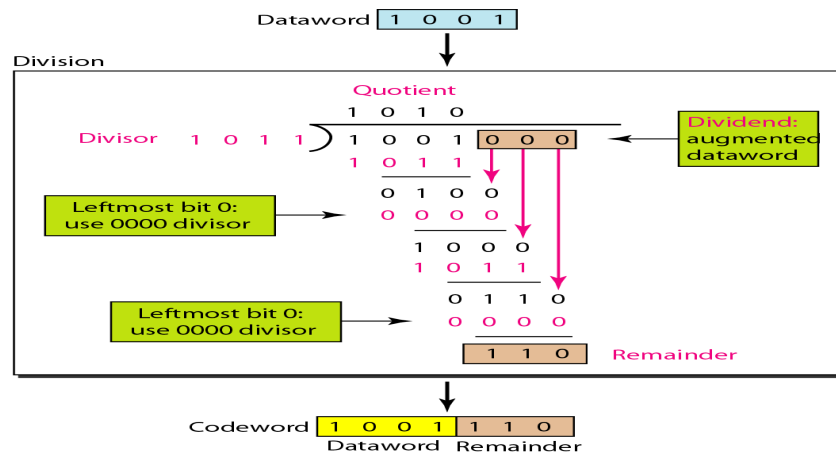 Dataword 1 0 0 1
Division
Quotient
1 0 1 0
Divisor 1 0 1 1 1 0 0 1 0 0 0
Dividend:
augmented
dataword
1 0 1 1
Leftmost bit 0:
use 0000 divisor
0 1 0 0
0 0 0 0
1 0 0 0
1 0 1 1
Leftmost bit 0:
use 0000 divisor
0 1 1 0
0 0 0 0
1 1 0 Remainder
Codeword 1 0 0 1 1 1 0
Dataword Remainder